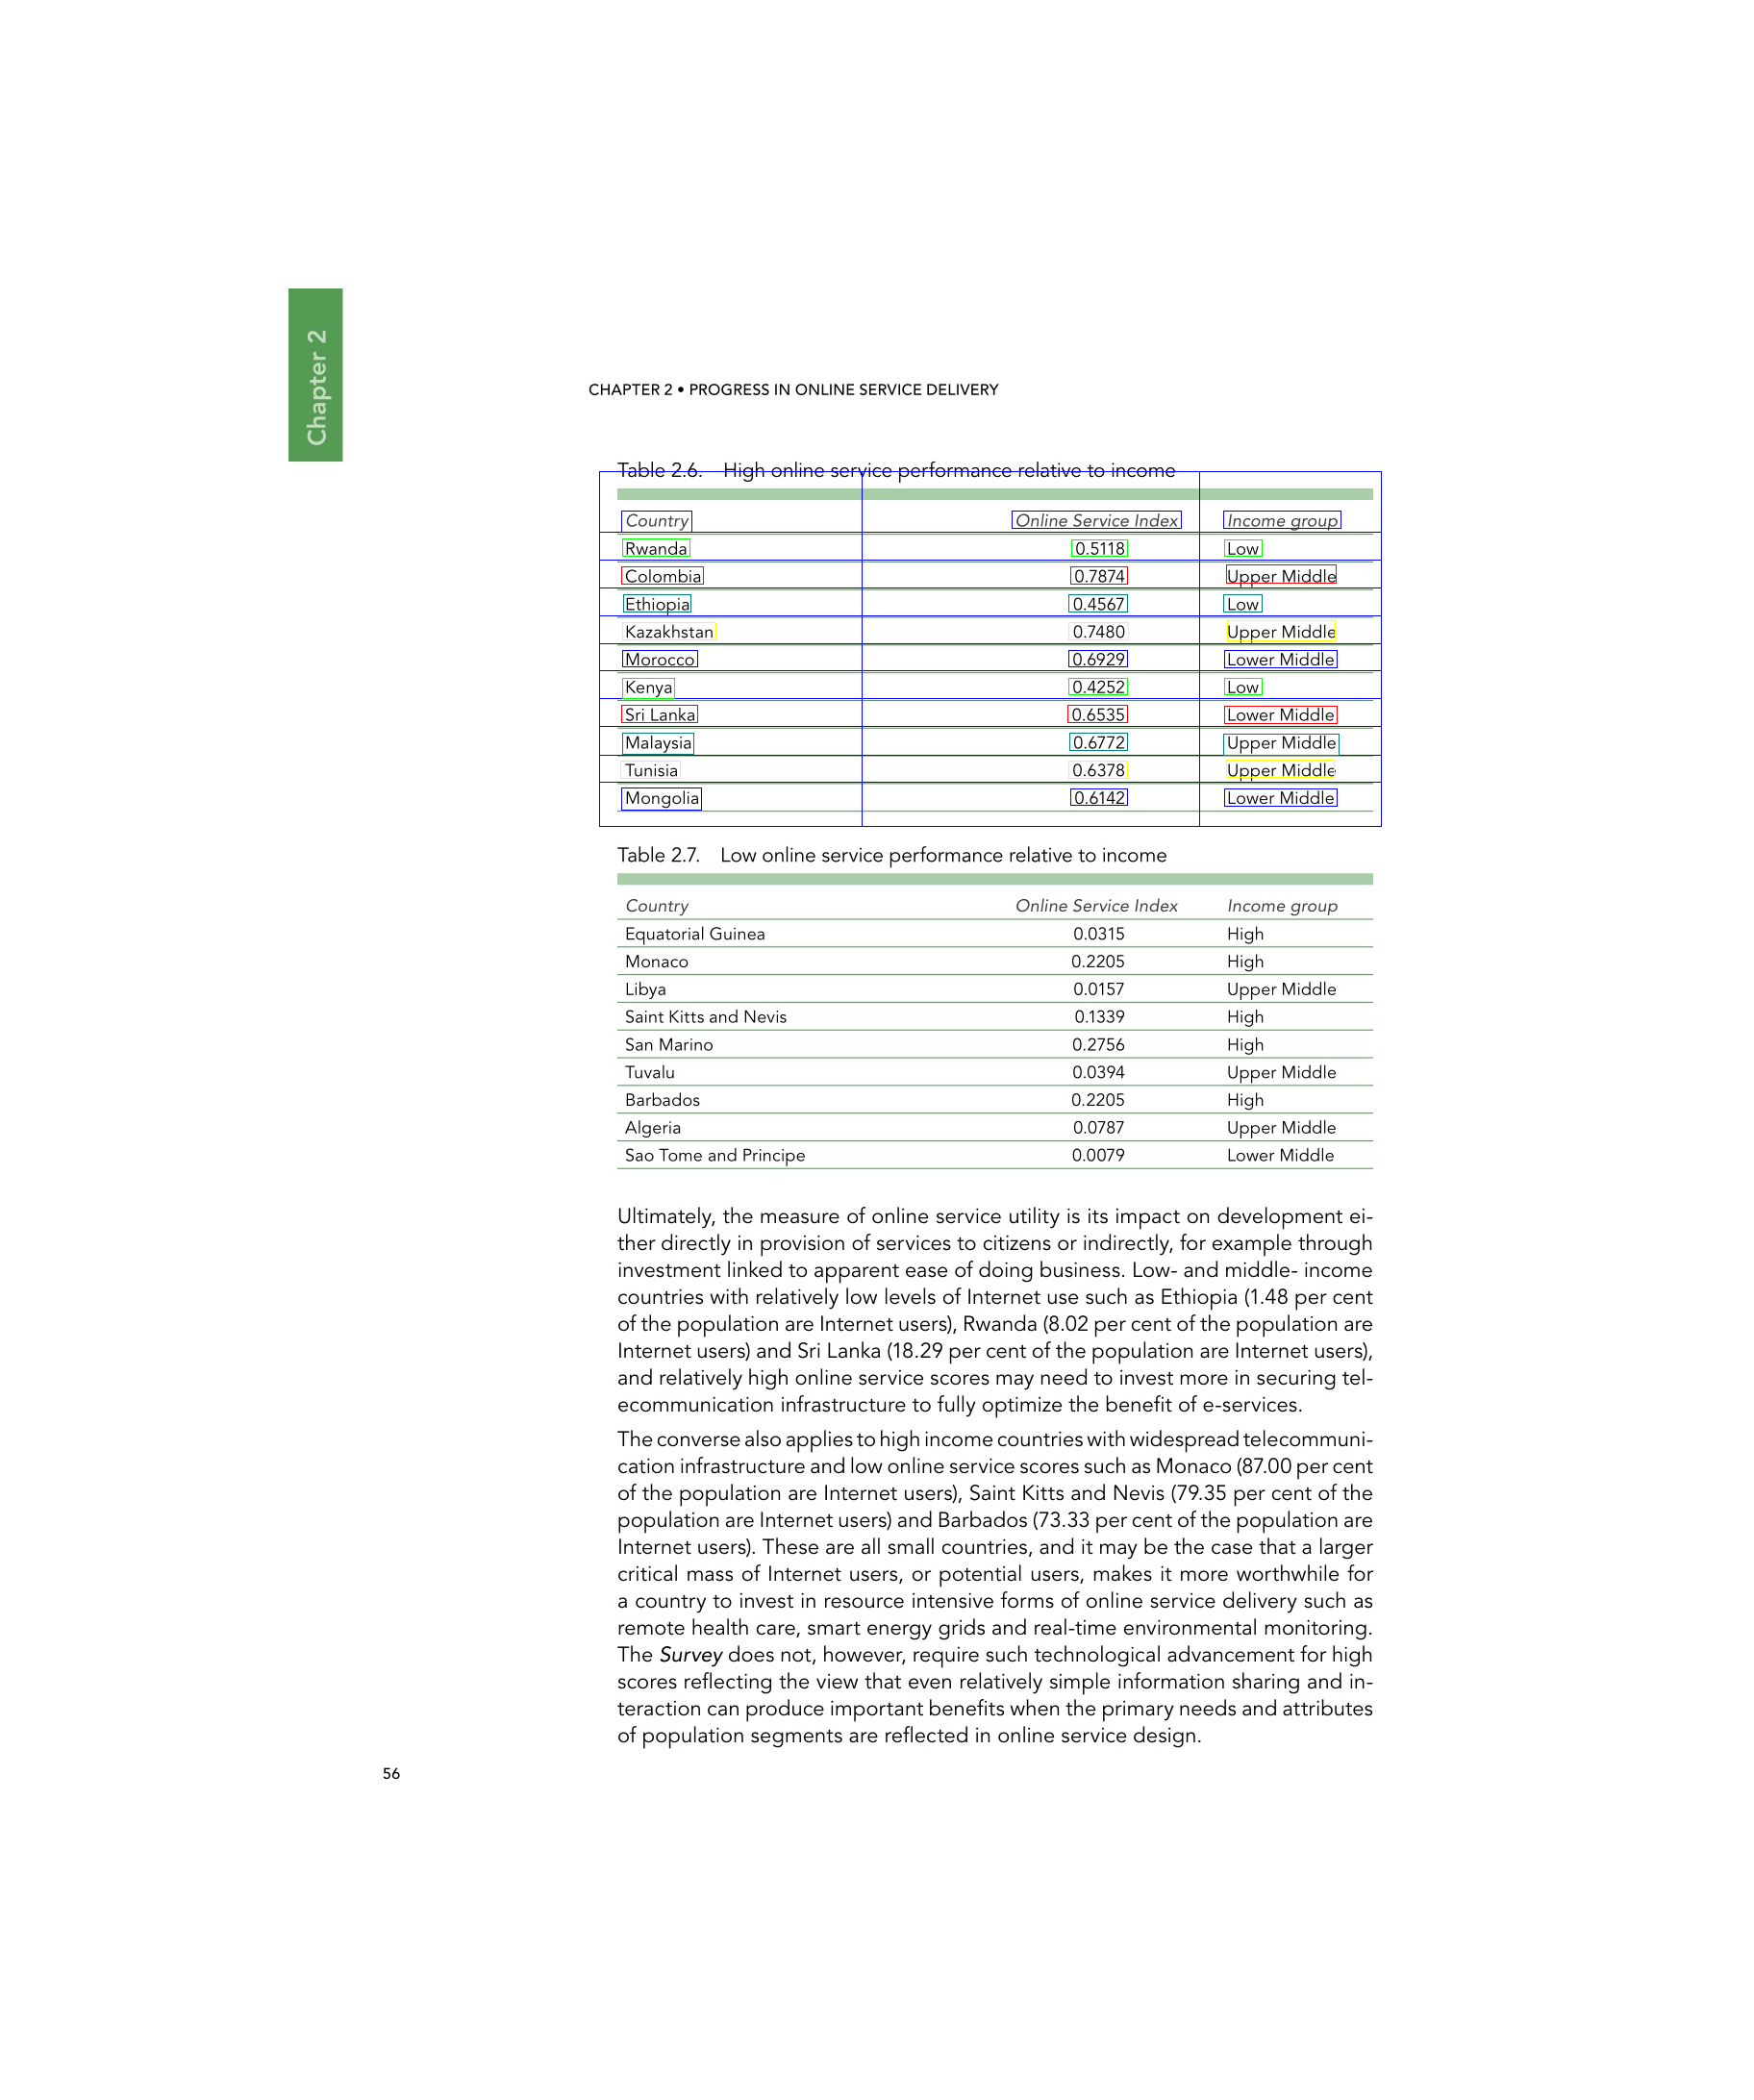 Chapter 2
CHAPTER 2 • PROGRESS IN ONLINE SERVICE DELIVERY
Table 2.6. High online service performance relative to income
Country Online Service Index Income group
Rwanda 0.5118 Low
Colombia 0.7874 Upper Middle
Ethiopia 0.4567 Low
Kazakhstan 0.7480 Upper Middle
Morocco 0.6929 Lower Middle
Kenya 0.4252 Low
Sri Lanka 0.6535 Lower Middle
Malaysia 0.6772 Upper Middle
Tunisia 0.6378 Upper Middle
Mongolia 0.6142 Lower Middle
Table 2.7. Low online service performance relative to income
Country Online Service Index Income group
Equatorial Guinea 0.0315 High
Monaco 0.2205 High
Libya 0.0157 Upper Middle
Saint Kitts and Nevis 0.1339 High
San Marino 0.2756 High
Tuvalu 0.0394 Upper Middle
Barbados 0.2205 High
Algeria 0.0787 Upper Middle
Sao Tome and Principe 0.0079 Lower Middle
Ultimately, the measure of online service utility is its impact on development ei-
ther directly in provision of services to citizens or indirectly, for example through
investment linked to apparent ease of doing business. Low- and middle- income
countries with relatively low levels of Internet use such as Ethiopia (1.48 per cent
of the population are Internet users), Rwanda (8.02 per cent of the population are
Internet users) and Sri Lanka (18.29 per cent of the population are Internet users),
and relatively high online service scores may need to invest more in securing tel-
ecommunication infrastructure to fully optimize the benefit of e-services.
The converse also applies to high income countries with widespread telecommuni-
cation infrastructure and low online service scores such as Monaco (87.00 per cent
of the population are Internet users), Saint Kitts and Nevis (79.35 per cent of the
population are Internet users) and Barbados (73.33 per cent of the population are
Internet users). These are all small countries, and it may be the case that a larger
critical mass of Internet users, or potential users, makes it more worthwhile for
a country to invest in resource intensive forms of online service delivery such as
remote health care, smart energy grids and real-time environmental monitoring.
The Survey does not, however, require such technological advancement for high
scores reflecting the view that even relatively simple information sharing and in-
teraction can produce important benefits when the primary needs and attributes
of population segments are reflected in online service design.
56